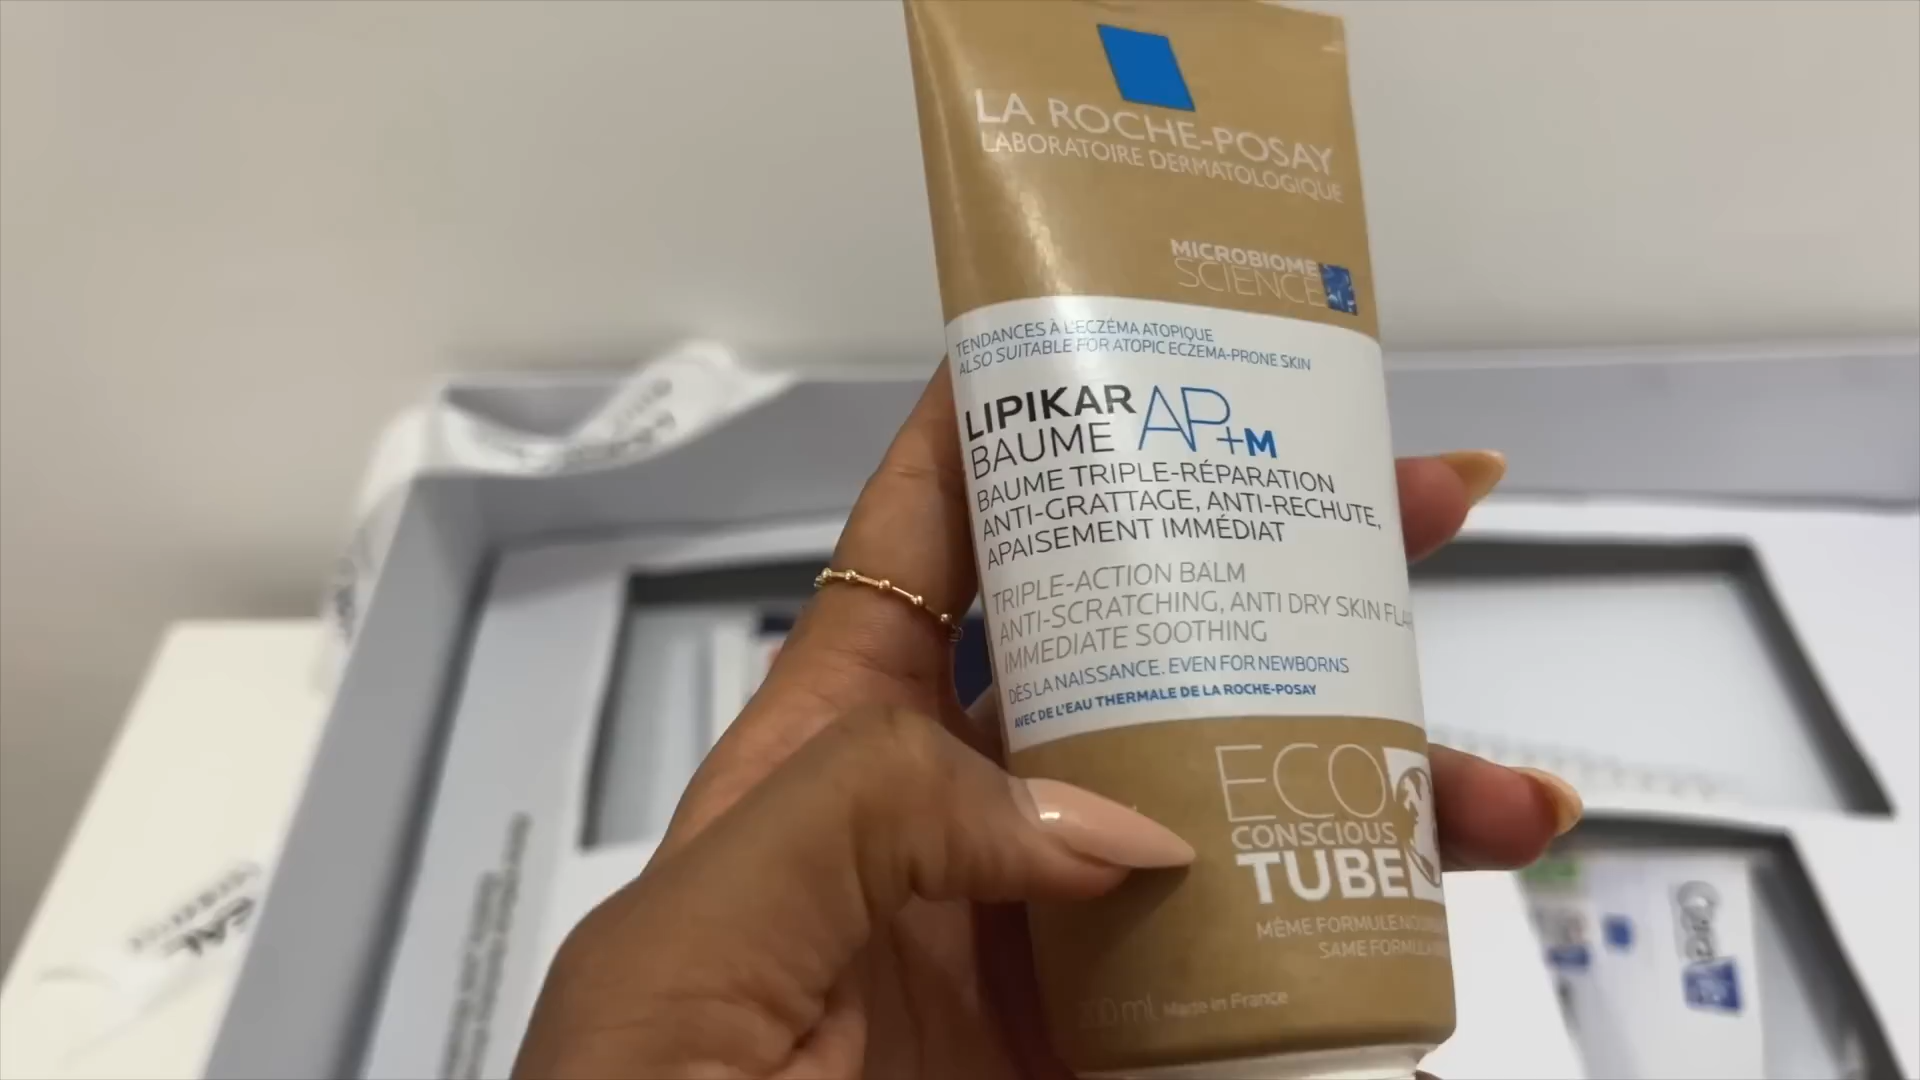 LA ROCHE-POSAY
LABORATOIRE DERMATOLOGIQUE
MICROBIOME
SCIENCE
TENDANCES À L'ECZÉMA ATOPIQUE
ALSO SUITABLE FOR ATOPIC ECZEMA-PRONE SKIN
LIPIKAR
BAUME AP+M
BAUME TRIPLE-RÉPARATION
ANTI-GRATTAGE, ANTI-RECHUTE,
APAISEMENT IMMÉDIAT
TRIPLE-ACTION BALM
ANTI-SCRATCHING, ANTI DRY SKIN
IMMEDIATE SOOTHING
DÈS LA NAISSANCE. EVEN FOR NEWBORNS
AVEC DE L'EAU THERMALE DE LA ROCHE-POSAY
ECO
CONSCIOUS
TUBE
MÊME FORMULE
SAME FORMULA
200 ml Made in France
CeraVe